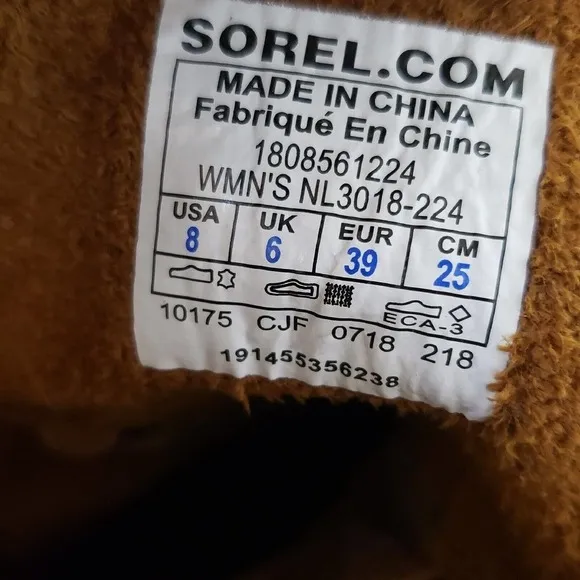 SOREL.COM
MADE IN CHINA
Fabriqué En Chine
1808561224
WMN'S NL3018-224
USA UK EUR CM
8 6 39 25
ECA-3
10175 CJF 0718 218
191455356238